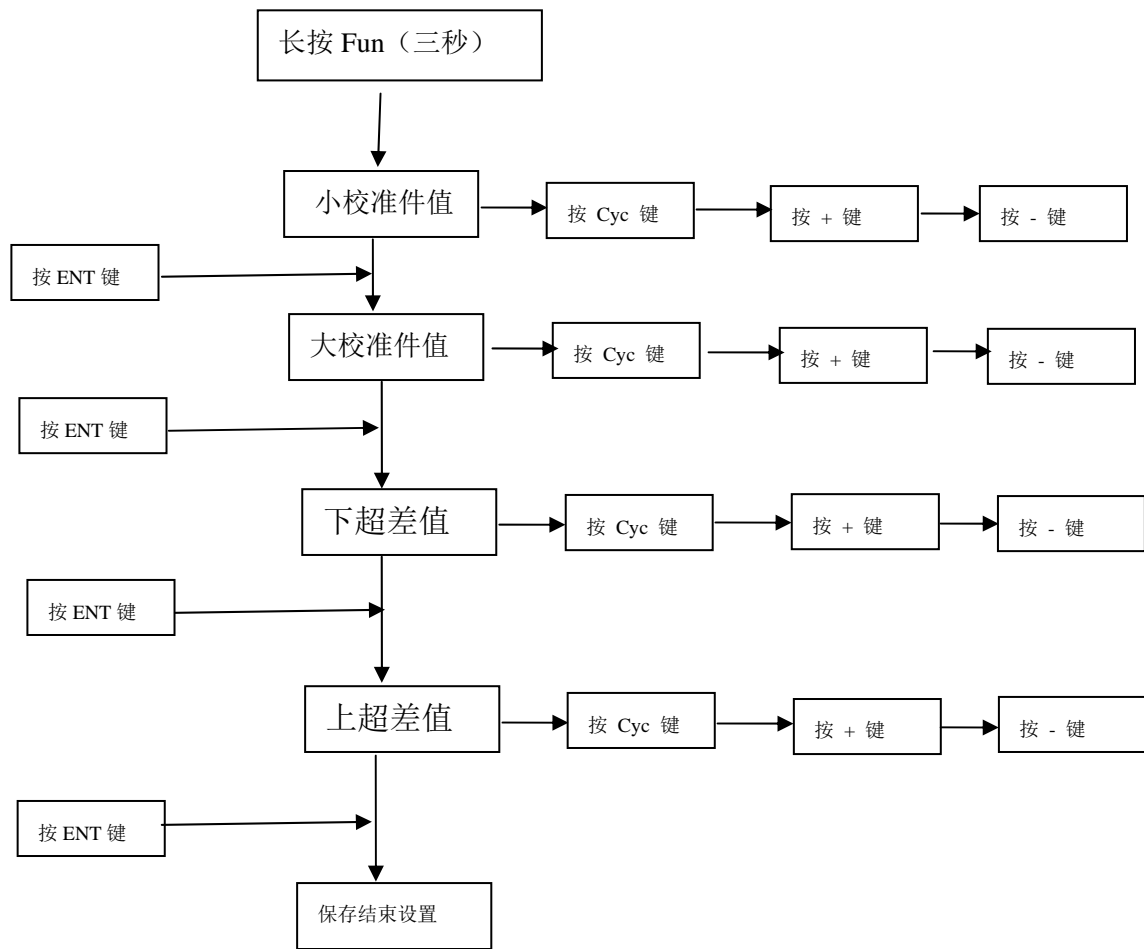 长按 Fun（三秒）
小校准件值
按 Cyc 键
按 + 键
按 - 键
按 ENT 键
大校准件值
按 Cyc 键
按 + 键
按 - 键
按 ENT 键
下超差值
按 Cyc 键
按 + 键
按 - 键
按 ENT 键
上超差值
按 Cyc 键
按 + 键
按 - 键
按 ENT 键
保存结束设置